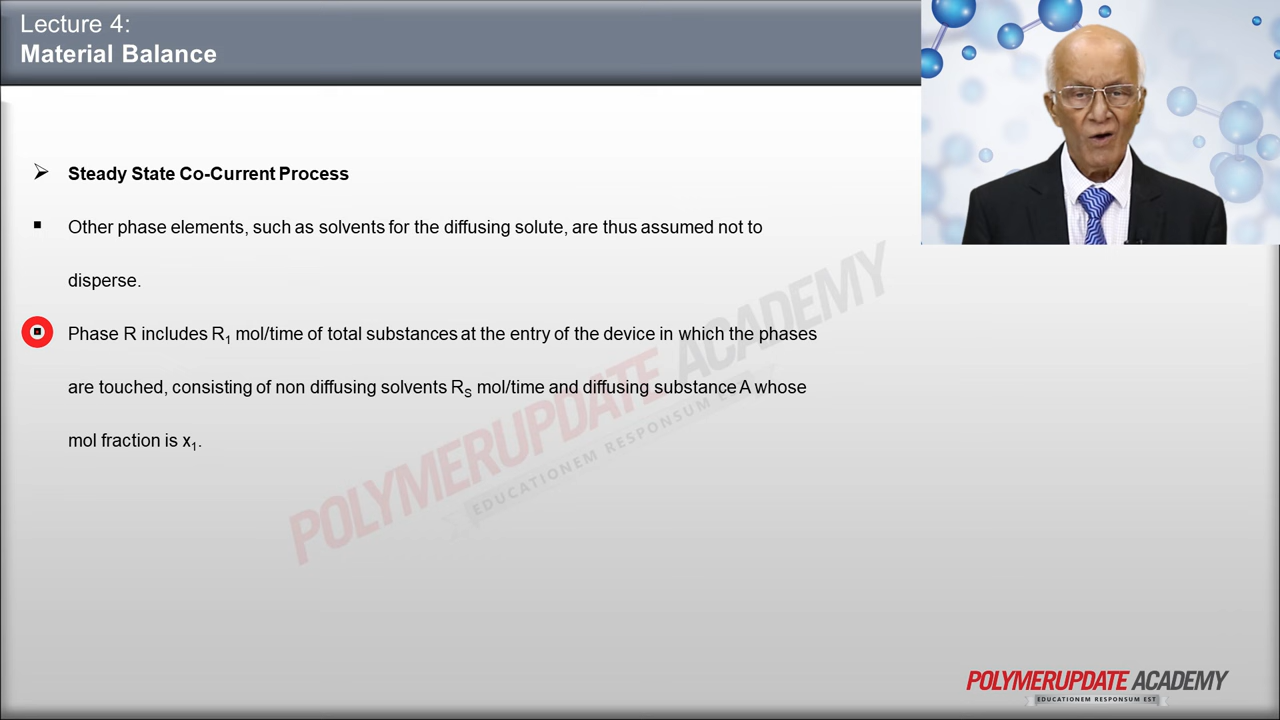 Lecture 4:
Material Balance
➢ Steady State Co-Current Process
▪ Other phase elements, such as solvents for the diffusing solute, are thus assumed not to
disperse.
▪ Phase R includes R₁ mol/time of total substances at the entry of the device in which the phases
are touched, consisting of non diffusing solvents Rₛ mol/time and diffusing substance A whose
mol fraction is x₁.
POLYMERUPDATE ACADEMY
EDUCATIONEM RESPONSUM EST
POLYMERUPDATE ACADEMY
EDUCATIONEM RESPONSUM EST